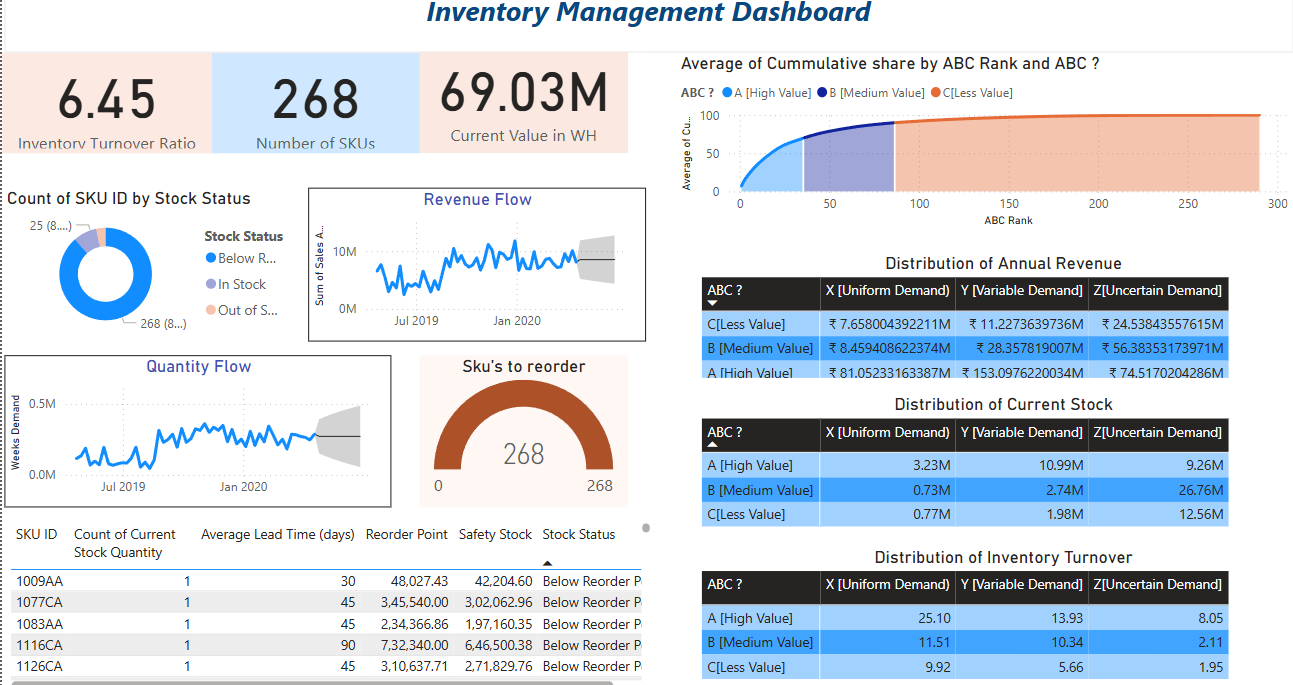 Inventory Management Dashboard
6.45
Inventory Turnover Ratio
268
Number of SKUs
69.03M
Current Value in WH
Count of SKU ID by Stock Status
25 (8....)
268 (8...)
Stock Status
Below R...
In Stock
Out of S...
Revenue Flow
Sum of Sales A...
10M
0M
Jul 2019 Jan 2020
Quantity Flow
Weeks Demand
0.5M
0.0M
Jul 2019 Jan 2020
Sku's to reorder
268
0 268
SKU ID Count of Current Stock Quantity Average Lead Time (days) Reorder Point Safety Stock Stock Status
1009AA 1 30 48,027.43 42,204.60 Below Reorder P
1077CA 1 45 3,45,540.00 3,02,062.96 Below Reorder P
1083AA 1 45 2,34,366.86 1,97,160.35 Below Reorder P
1116CA 1 90 7,32,340.00 6,46,500.38 Below Reorder P
1126CA 1 45 3,10,637.71 2,71,829.76 Below Reorder P
Average of Cummulative share by ABC Rank and ABC ?
ABC ? A [High Value] B [Medium Value] C[Less Value]
Average of Cu...
100
50
0
0 50 100 150 200 250 300
ABC Rank
Distribution of Annual Revenue
ABC ? X [Uniform Demand] Y [Variable Demand] Z[Uncertain Demand]
C[Less Value] ₹ 7.658004392211M ₹ 11.2273639736M ₹ 24.53843557615M
B [Medium Value] ₹ 8.459408622374M ₹ 28.357819007M ₹ 56.38353173971M
A [High Value] ₹ 81.05233163387M ₹ 153.0976220034M ₹ 74.5170204286M
Distribution of Current Stock
ABC ? X [Uniform Demand] Y [Variable Demand] Z[Uncertain Demand]
A [High Value] 3.23M 10.99M 9.26M
B [Medium Value] 0.73M 2.74M 26.76M
C[Less Value] 0.77M 1.98M 12.56M
Distribution of Inventory Turnover
ABC ? X [Uniform Demand) Y [Variable Demand] Z[Uncertain Demand]
A [High Value] 25.10 13.93 8.05
B [Medium Value] 11.51 10.34 2.11
C[Less Value] 9.92 5.66 1.95